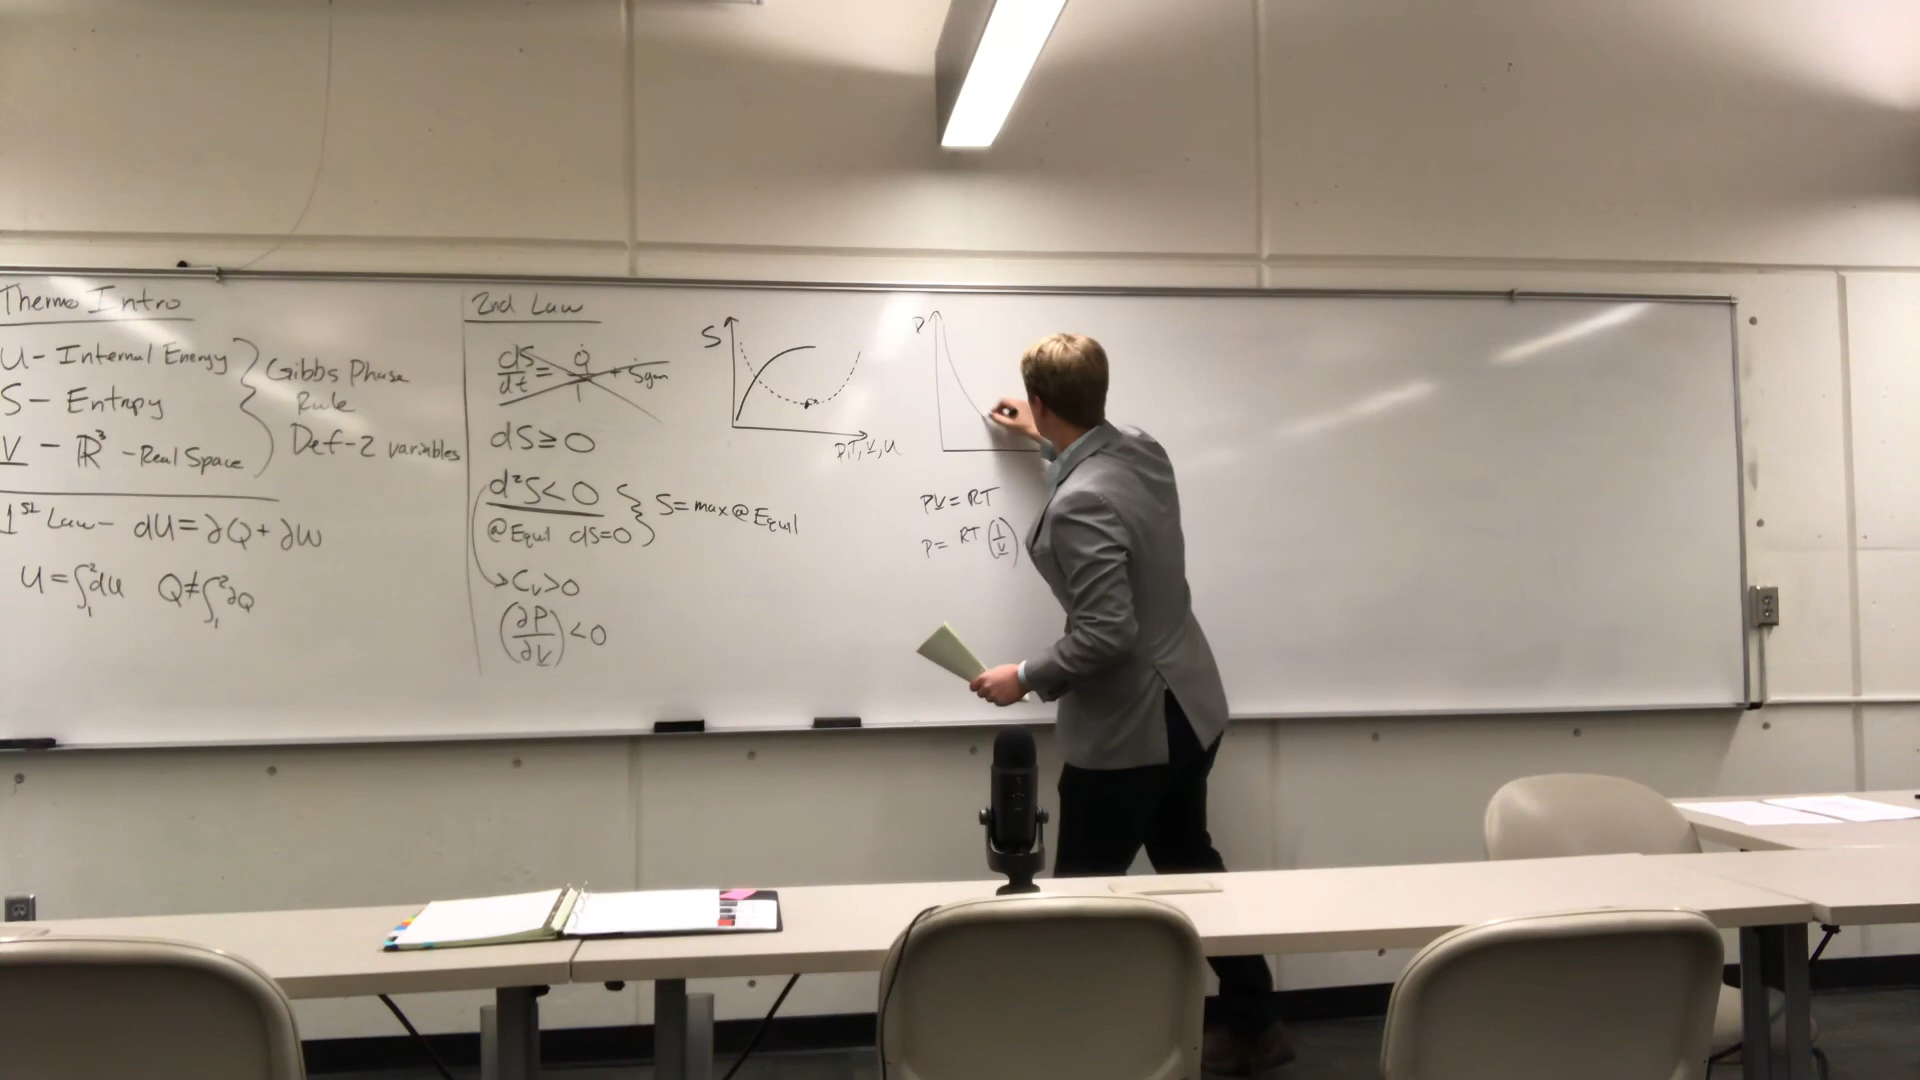 Thermo Intro
U - Internal Energy
S - Entropy
V - ℝ³ - Real Space
Gibbs Phase
Rule
Def - 2 variables
1st Law - dU = ∂Q + ∂W
U = ∫₁² dU Q ≠ ∫₁² ∂Q
2nd Law
dS/dt = Q̇/T + Ṡgen
dS ≥ 0
d²S < 0
@ Equil dS = 0
S = max @ Equil
→ Cv > 0
(∂P/∂V) < 0
S
P, T, V, U
P
PV = RT
P = RT (1/V)